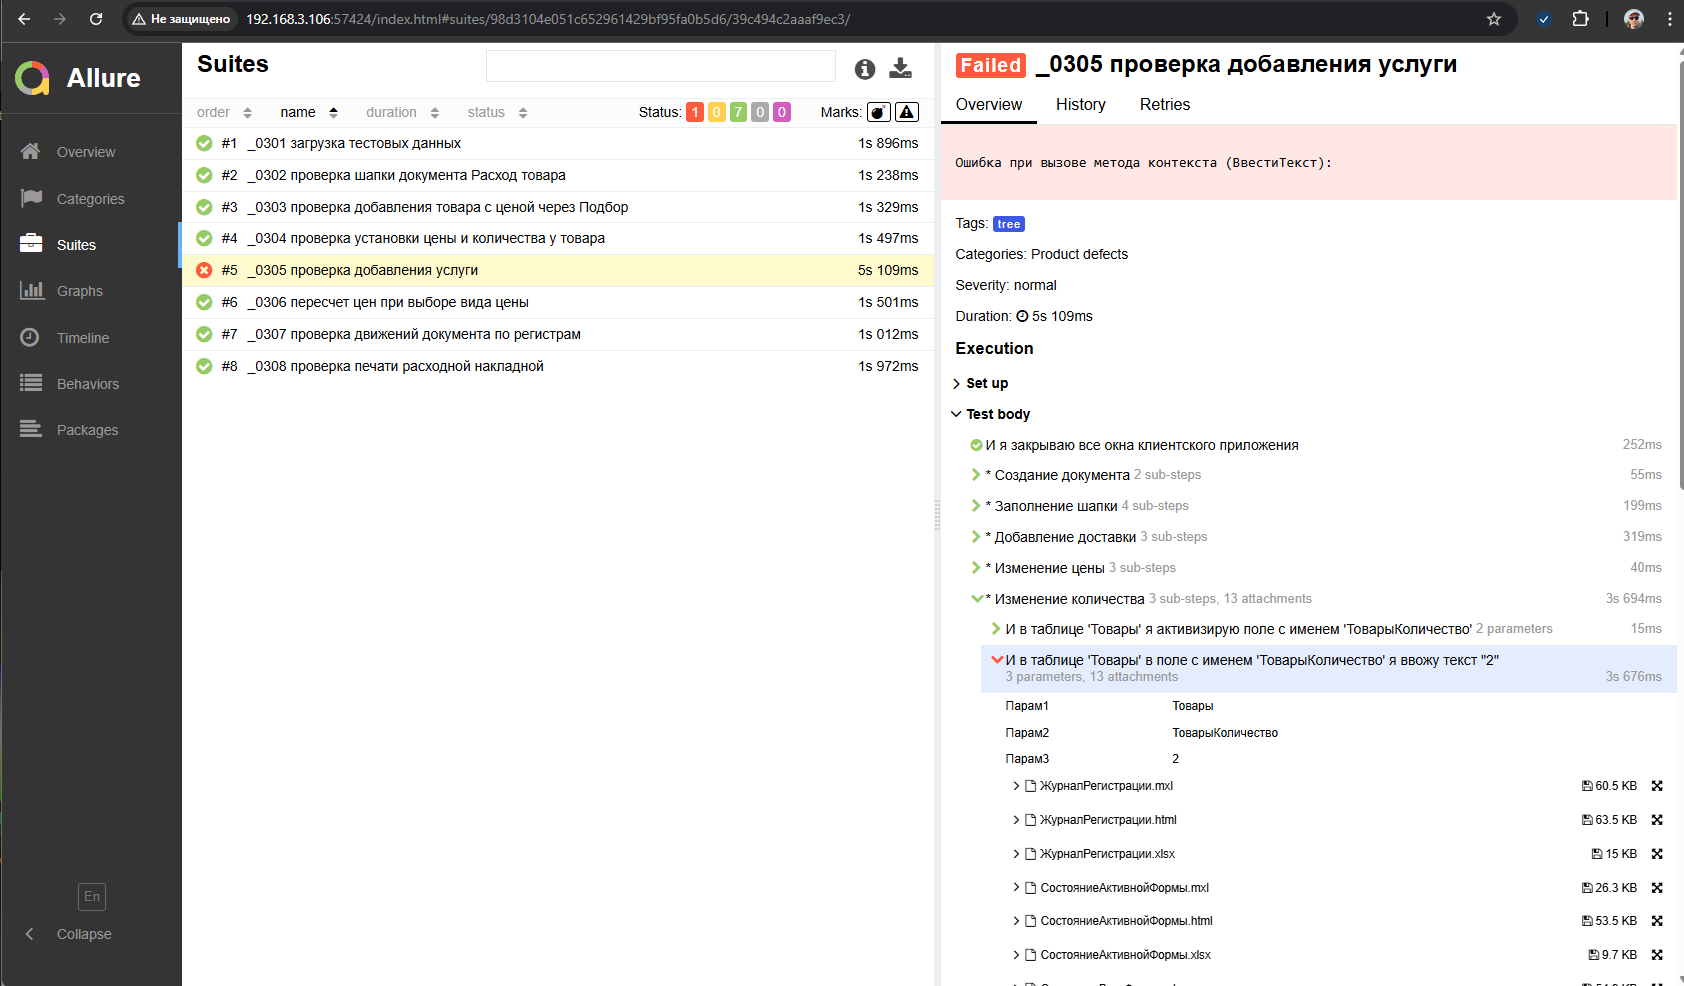 Не защищено
192.168.3.106:57424/index.html#suites/98d3104e051c652961429bf95fa0b5d6/39c494c2aaaf9ec3/
Allure
Overview
Categories
Suites
Graphs
Timeline
Behaviors
Packages
En
Collapse
Suites
order name duration status Status: 1 0 7 0 0 Marks:
#1 _0301 загрузка тестовых данных 1s 896ms
#2 _0302 проверка шапки документа Расход товара 1s 238ms
#3 _0303 проверка добавления товара с ценой через Подбор 1s 329ms
#4 _0304 проверка установки цены и количества у товара 1s 497ms
#5 _0305 проверка добавления услуги 5s 109ms
#6 _0306 пересчет цен при выборе вида цены 1s 501ms
#7 _0307 проверка движений документа по регистрам 1s 012ms
#8 _0308 проверка печати расходной накладной 1s 972ms
Failed _0305 проверка добавления услуги
Overview History Retries
Ошибка при вызове метода контекста (ВвестиТекст):
Tags: tree
Categories: Product defects
Severity: normal
Duration: 5s 109ms
Execution
Set up
Test body
И я закрываю все окна клиентского приложения 252ms
* Создание документа 2 sub-steps 55ms
* Заполнение шапки 4 sub-steps 199ms
* Добавление доставки 3 sub-steps 319ms
* Изменение цены 3 sub-steps 40ms
* Изменение количества 3 sub-steps, 13 attachments 3s 694ms
И в таблице 'Товары' я активизирую поле с именем 'ТоварыКоличество' 2 parameters 15ms
И в таблице 'Товары' в поле с именем 'ТоварыКоличество' я ввожу текст "2"
3 parameters, 13 attachments 3s 676ms
Парам1 Товары
Парам2 ТоварыКоличество
Парам3 2
ЖурналРегистрации.mxl 60.5 KB
ЖурналРегистрации.html 63.5 KB
ЖурналРегистрации.xlsx 15 KB
СостояниеАктивнойФормы.mxl 26.3 KB
СостояниеАктивнойФормы.html 53.5 KB
СостояниеАктивнойФормы.xlsx 9.7 KB